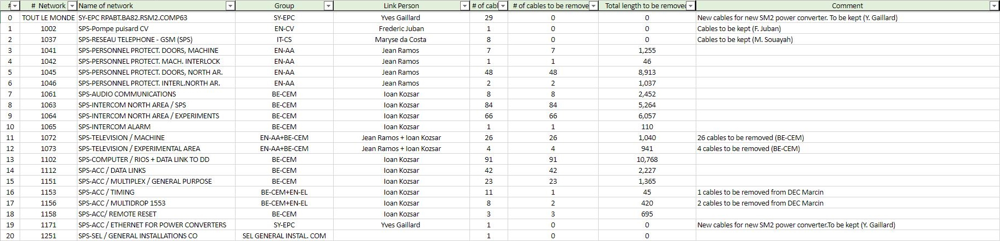 # # Network Name of network Group Link Person # of cabl # of cables to be remove Total length to be removed Comment
0 TOUT LE MONDE SY-EPC RPABT.BA82.RSM2.COMP63 SY-EPC Yves Gaillard 29 0 0 New cables for new SM2 power converter. To be kept (Y. Gaillard)
1 1002 SPS-Pompe puisard CV EN-CV Frederic Juban 1 0 0 Cables to be kept (F. Juban)
2 1037 SPS-RESEAU TELEPHONE - GSM (SPS) IT-CS Maryse da Costa 8 0 0 Cables to be kept (M. Souayah)
3 1041 SPS-PERSONNEL PROTECT. DOORS, MACHINE EN-AA Jean Ramos 7 7 1,255
4 1042 SPS-PERSONNEL PROTECT. MACH. INTERLOCK EN-AA Jean Ramos 1 1 46
5 1045 SPS-PERSONNEL PROTECT. DOORS, NORTH AR. EN-AA Jean Ramos 48 48 8,913
6 1046 SPS-PERSONNEL PROTECT. INTERL.NORTH AR. EN-AA Jean Ramos 2 2 1,037
7 1061 SPS-AUDIO COMMUNICATIONS BE-CEM Ioan Kozsar 8 8 2,452
8 1063 SPS-INTERCOM NORTH AREA / SPS BE-CEM Ioan Kozsar 84 84 5,264
9 1064 SPS-INTERCOM NORTH AREA / EXPERIMENTS BE-CEM Ioan Kozsar 66 66 6,057
10 1065 SPS-INTERCOM ALARM BE-CEM Ioan Kozsar 1 1 110
11 1072 SPS-TELEVISION / MACHINE EN-AA+BE-CEM Jean Ramos + Ioan Kozsar 26 26 1,040 26 cables to be removed (BE-CEM)
12 1073 SPS-TELEVISION / EXPERIMENTAL AREA EN-AA+BE-CEM Jean Ramos + Ioan Kozsar 4 4 941 4 cables to be removed (BE-CEM)
13 1102 SPS-COMPUTER / RIOS + DATA LINK TO DD BE-CEM Ioan Kozsar 91 91 10,768
14 1112 SPS-ACC / DATA LINKS BE-CEM Ioan Kozsar 42 42 2,227
15 1151 SPS-ACC / MULTIPLEX / GENERAL PURPOSE BE-CEM Ioan Kozsar 23 23 1,365
16 1153 SPS-ACC / TIMING BE-CEM+EN-EL Ioan Kozsar 11 1 45 1 cables to be removed from DEC Marcin
17 1156 SPS-ACC / MULTIDROP 1553 BE-CEM+EN-EL Ioan Kozsar 8 2 420 2 cables to be removed from DEC Marcin
18 1158 SPS-ACC/ REMOTE RESET BE-CEM Ioan Kozsar 3 3 695
19 1171 SPS-ACC / ETHERNET FOR POWER CONVERTERS SY-EPC Yves Gaillard 1 0 0 New cables for new SM2 power converter.To be kept (Y. Gaillard)
20 1251 SPS-SEL / GENERAL INSTALLATIONS CO SEL GENERAL INSTAL. COM 1 0 0